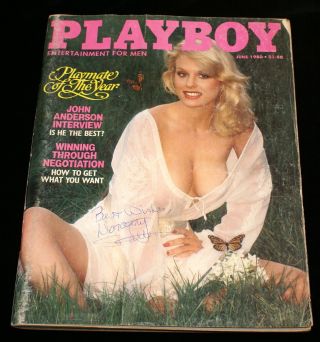 PLAYBOY
ENTERTAINMENT FOR MEN
JUNE 1980 •
Playmate
of The Year
JOHN
ANDERSON
INTERVIEW
IS HE THE BEST?
WINNING
THROUGH
NEGOTIATION
HOW TO GET
WHAT YOU WANT
Best Wishes
Dorothy